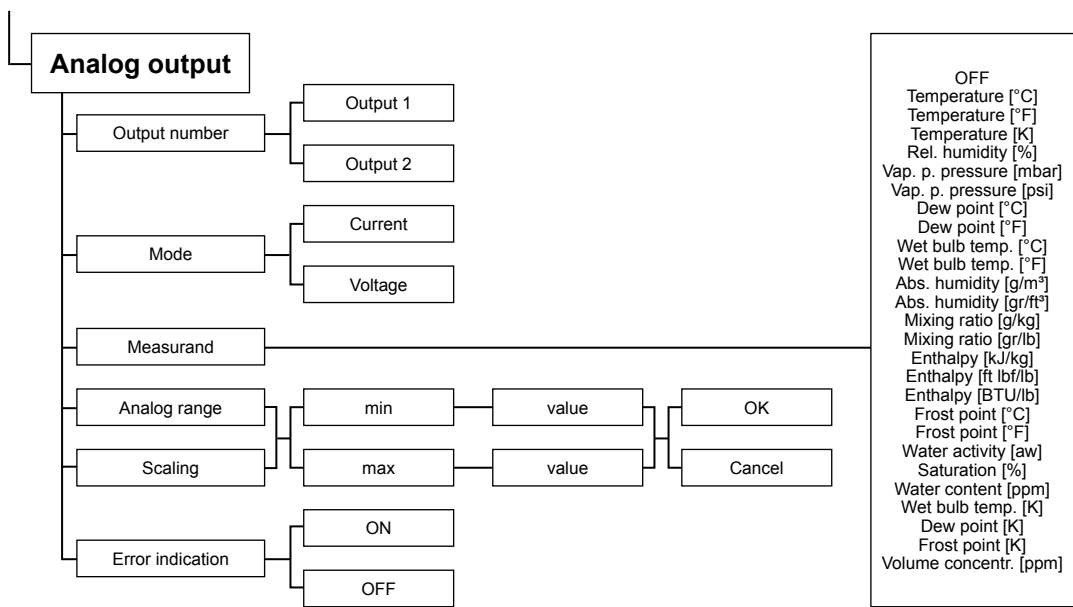 Analog output
Output number
Output 1
Output 2
Mode
Current
Voltage
Measurand
Analog range
Scaling
min
value
OK
max
value
Cancel
Error indication
ON
OFF
OFF
Temperature [°C]
Temperature [°F]
Temperature [K]
Rel. humidity [%]
Vap. p. pressure [mbar]
Vap. p. pressure [psi]
Dew point [°C]
Dew point [°F]
Wet bulb temp. [°C]
Wet bulb temp. [°F]
Abs. humidity [g/m³]
Abs. humidity [gr/ft³]
Mixing ratio [g/kg]
Mixing ratio [gr/lb]
Enthalpy [kJ/kg]
Enthalpy [ft lbf/lb]
Enthalpy [BTU/lb]
Frost point [°C]
Frost point [°F]
Water activity [aw]
Saturation [%]
Water content [ppm]
Wet bulb temp. [K]
Dew point [K]
Frost point [K]
Volume concentr. [ppm]